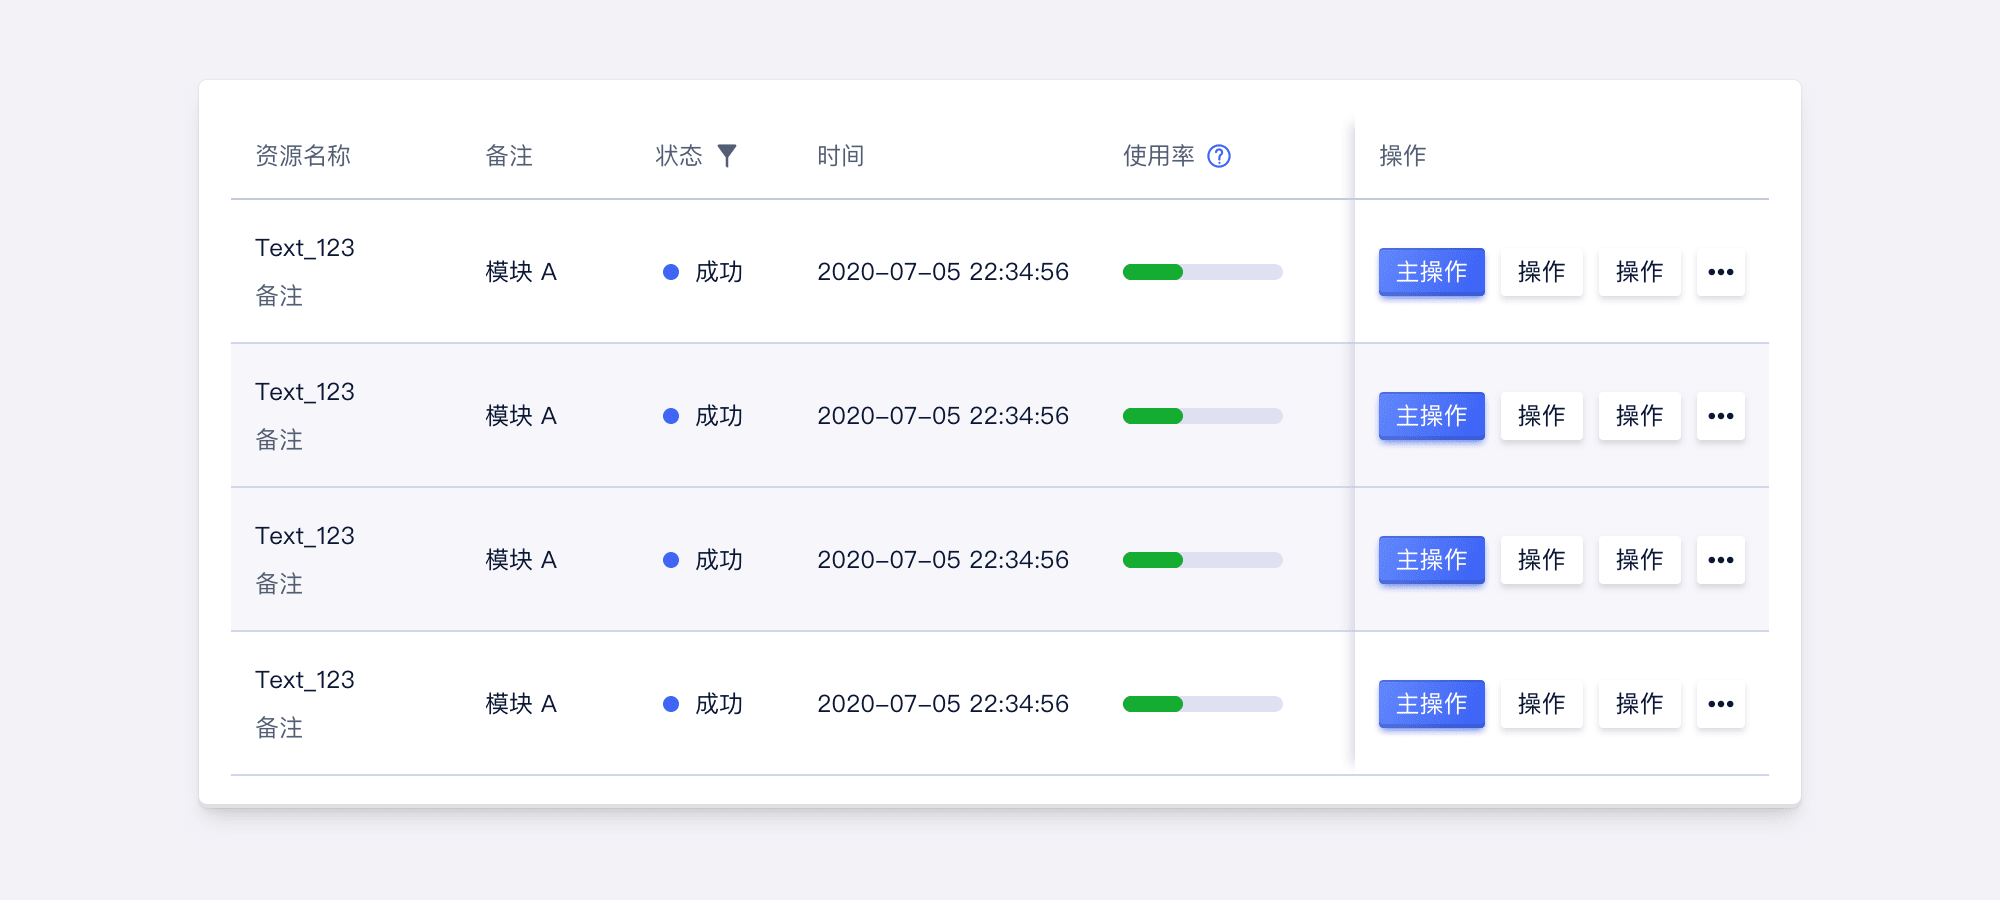 资源名称 备注 状态 时间 使用率 操作
Text_123
备注
模块 A 成功 2020-07-05 22:34:56 主操作 操作 操作
Text_123
备注
模块 A 成功 2020-07-05 22:34:56 主操作 操作 操作
Text_123
备注
模块 A 成功 2020-07-05 22:34:56 主操作 操作 操作
Text_123
备注
模块 A 成功 2020-07-05 22:34:56 主操作 操作 操作